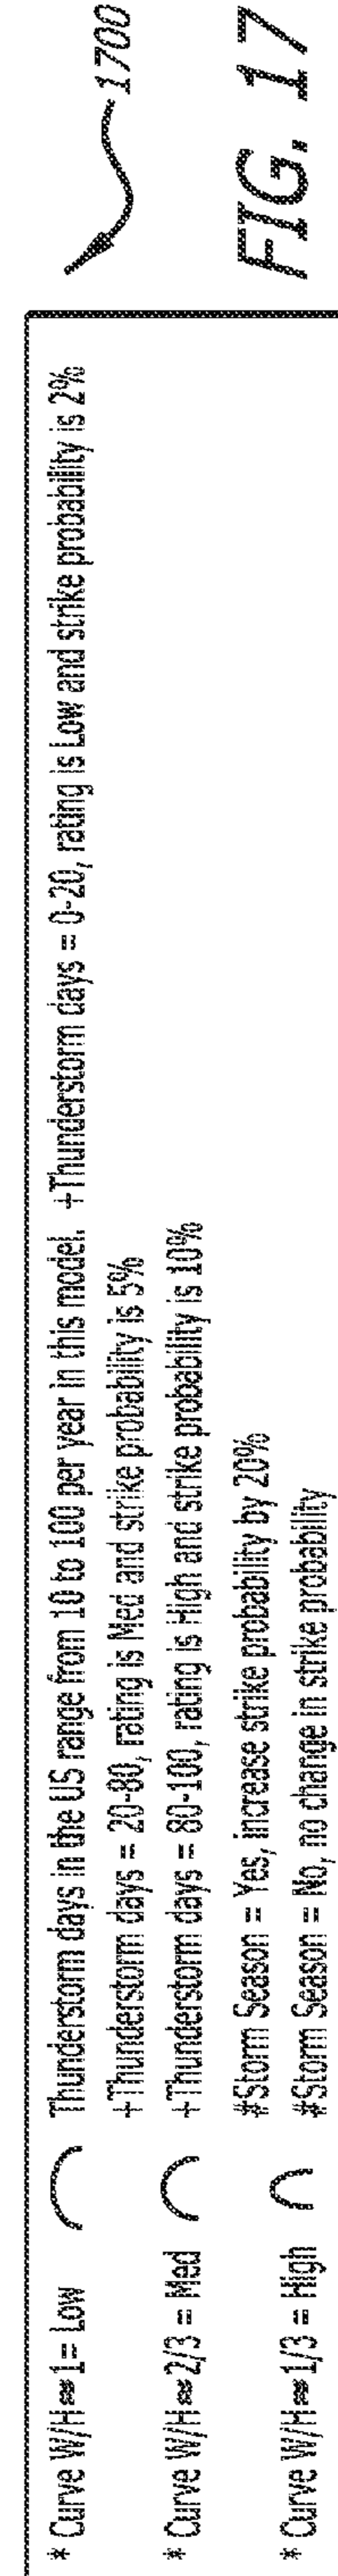 * Curve W/H≈1= Low
* Curve W/H≈2/3 = Med
* Curve W/H≈1/3 = High
Thunderstorm days in the US range from 10 to 100 per year in this model. +Thunderstorm days = 0-20, rating is Low and strike probability is 2%
+Thunderstorm days = 20-80, rating is Med and strike probability is 5%
+Thunderstorm days = 80-100, rating is High and strike probability is 10%
#Storm Season = Yes, increase strike probability by 20%
#Storm Season = No, no change in strike probability
1700
FIG. 17